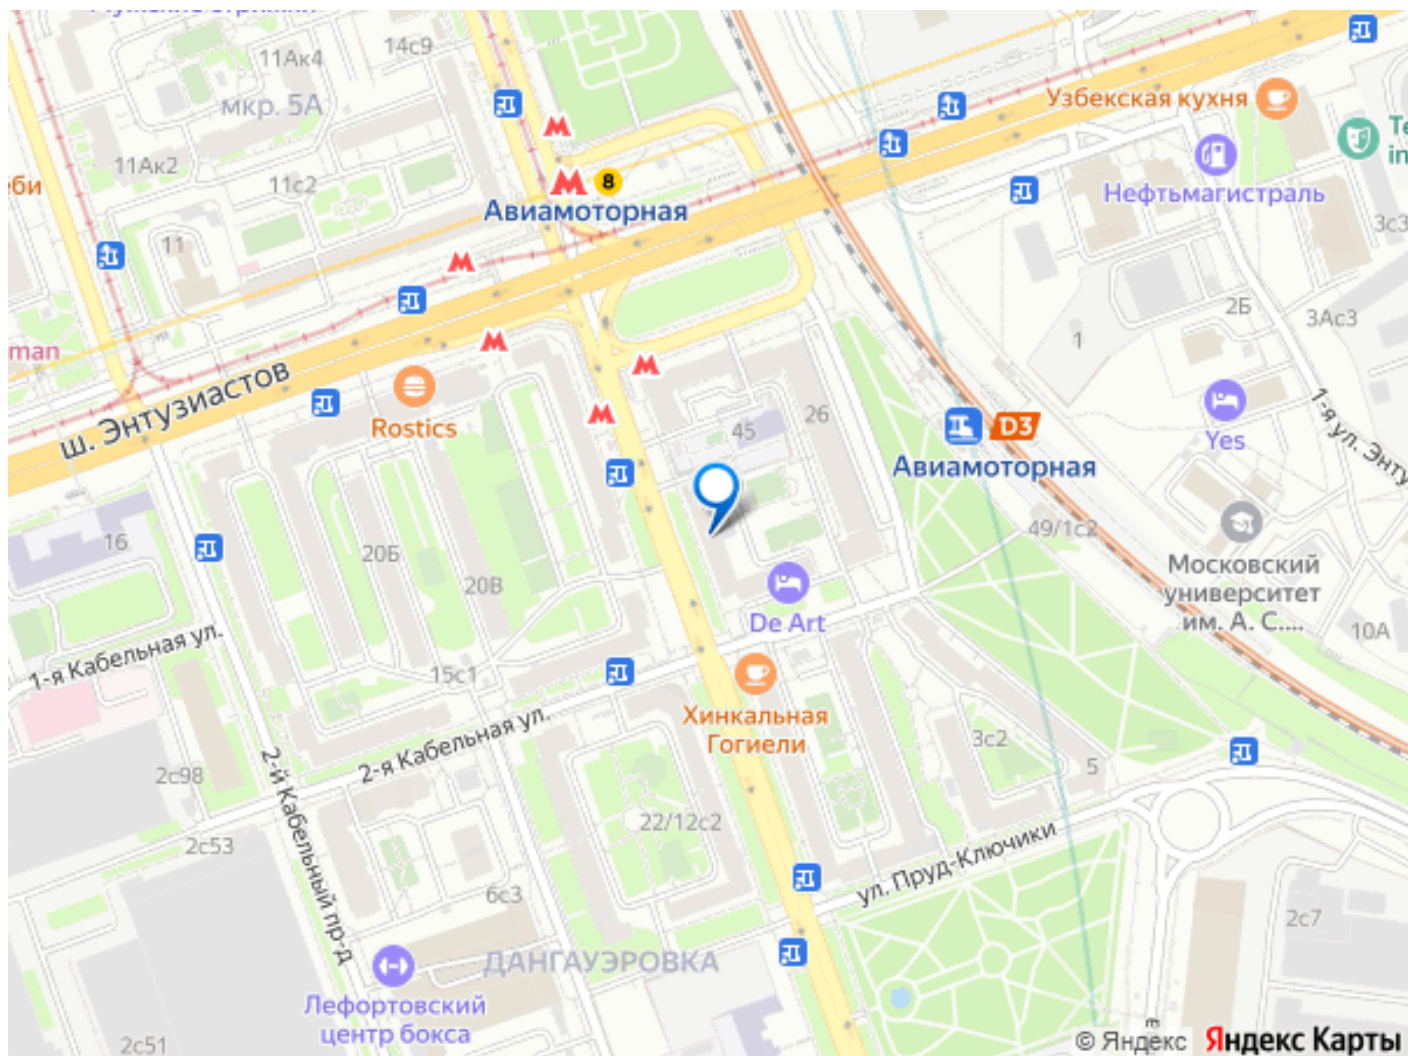 14с9
11Ак4
мкр. 5А
Узбекская кухня
11Ак2
11с2
8
Авиамоторная
Нефтьмагистраль
3с3
еби
11
2Б
3Ас3
1
man
ш. Энтузиастов
Rostics
26
45
D3
Авиамоторная
Yes
1-я ул. Энту
16
20Б
20В
49/1с2
Московский
университет
им. А. С....
10А
De Art
1-я Кабельная ул.
15с1
2-я Кабельная ул.
Хинкальная
Гогиели
3с2
5
2с98
2-й Кабельный пр-д
22/12с2
2с53
ул. Пруд-Ключики
6с3
2с7
ДАНГАУЭРОВКА
Лефортовский
центр бокса
2с51
© Яндекс Яндекс Карты